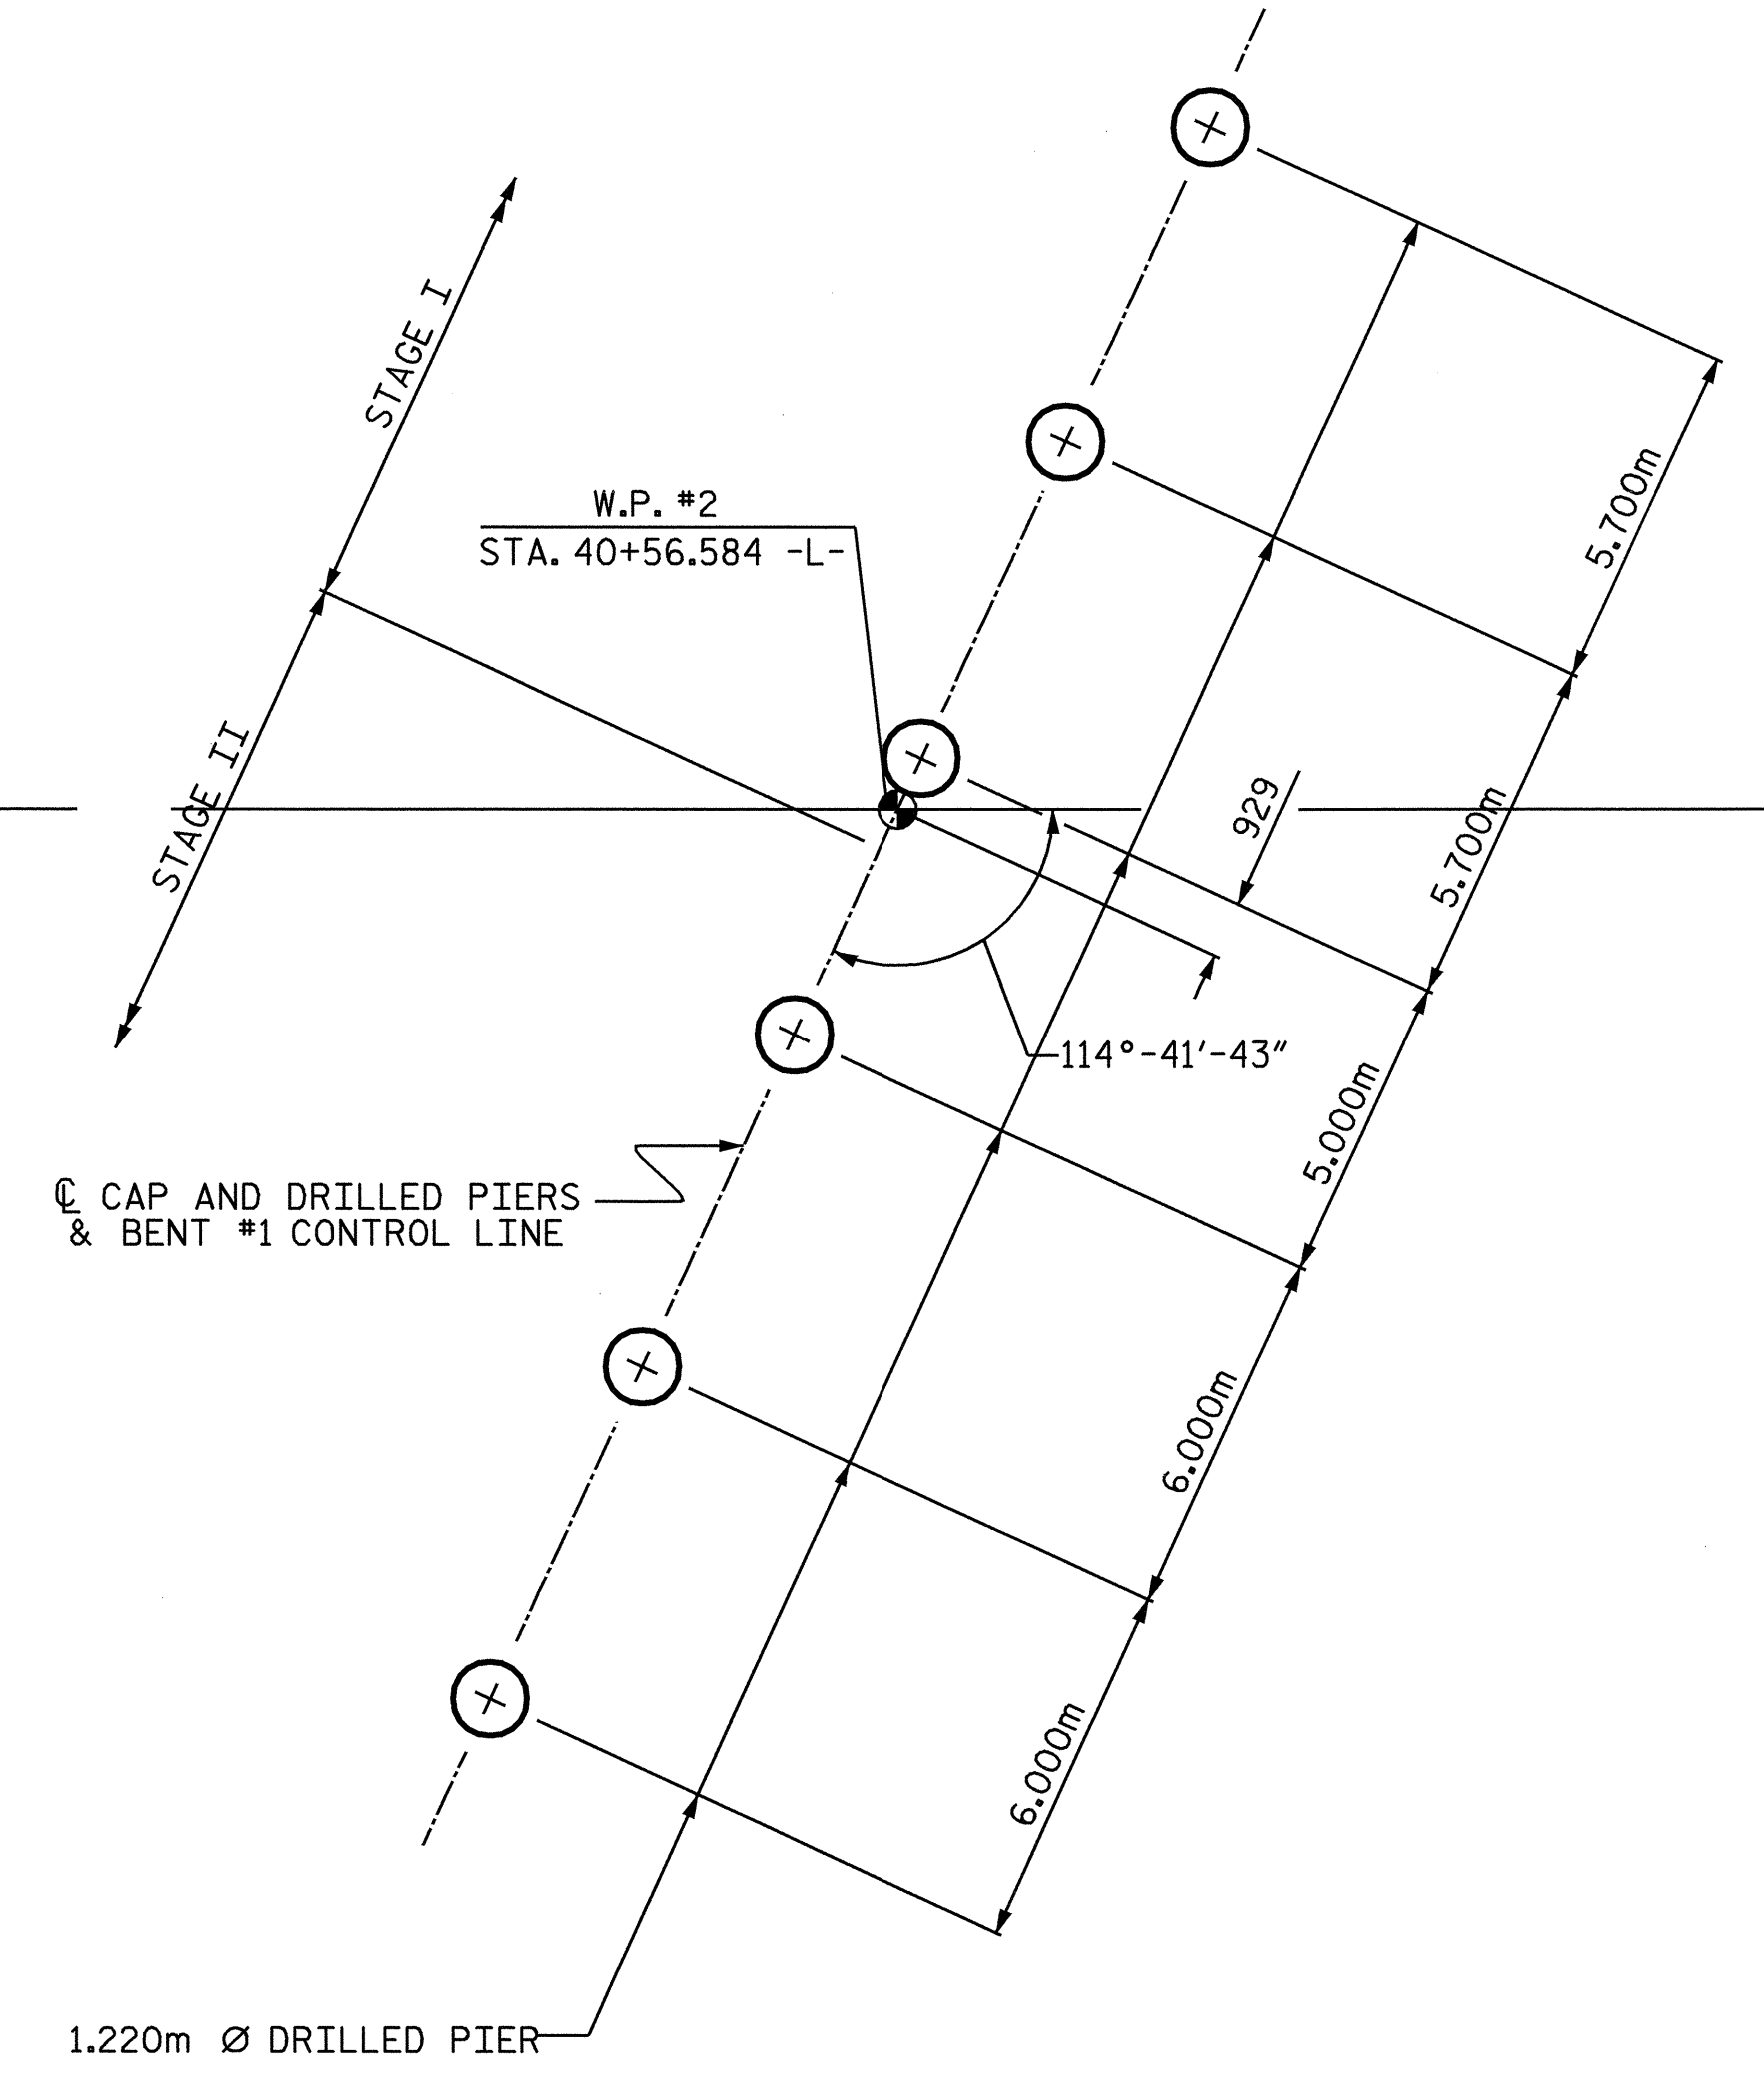 STAGE I
W.P. #2
STA. 40+56.584 -L-
5.700m
STAGE II
929
5.700m
114°-41'-43"
5.000m
℄ CAP AND DRILLED PIERS
& BENT #1 CONTROL LINE
6.000m
6.000m
1.220m Ø DRILLED PIER